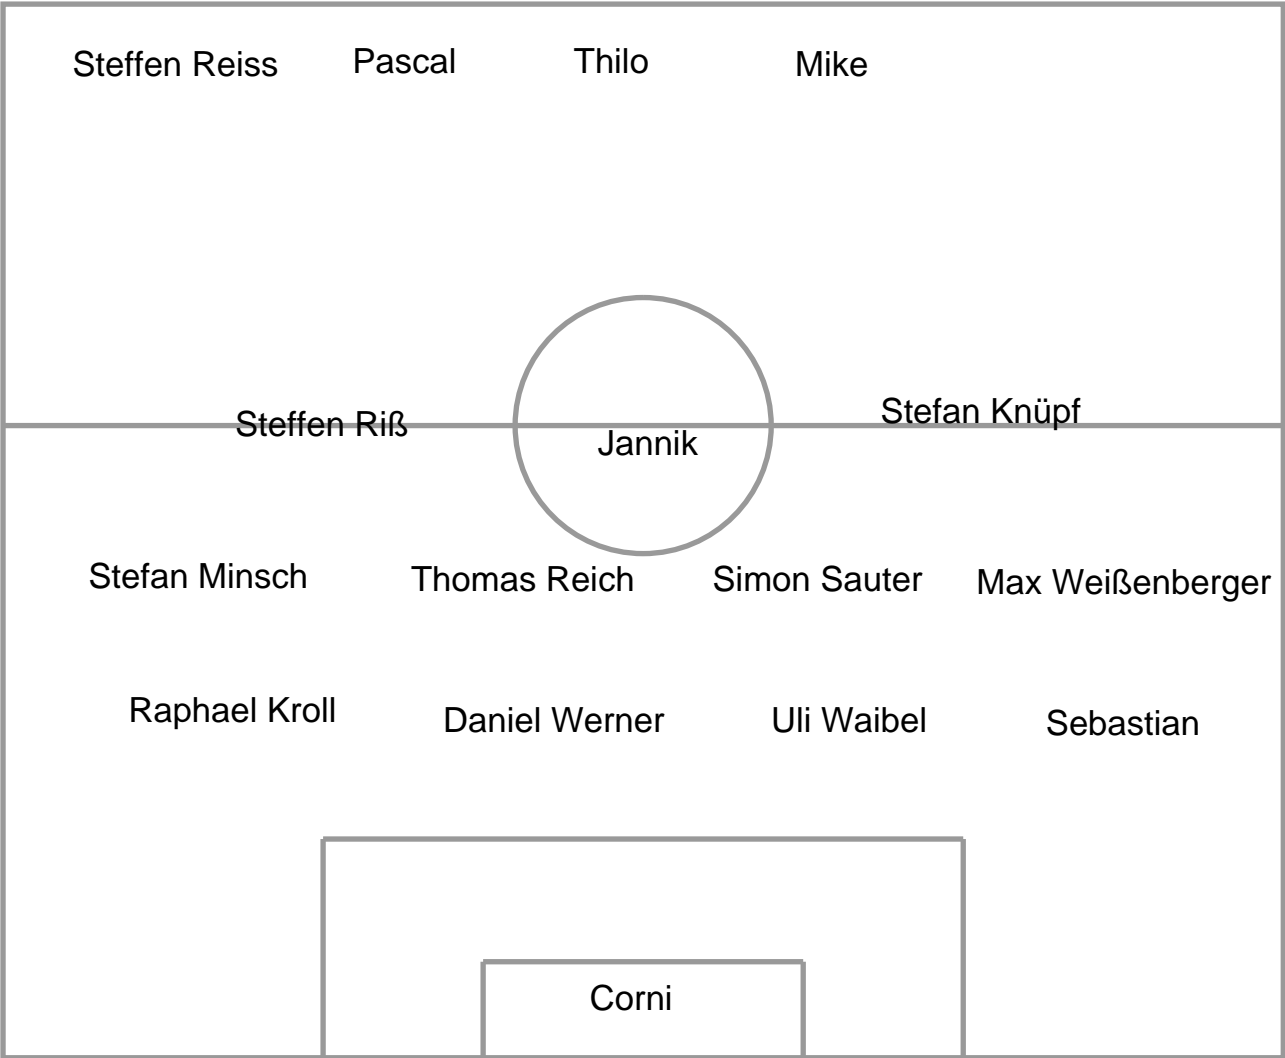 Steffen Reiss Pascal Thilo Mike
Steffen Riß Jannik Stefan Knüpf
Stefan Minsch Thomas Reich Simon Sauter Max Weißenberger
Raphael Kroll Daniel Werner Uli Waibel Sebastian
Corni